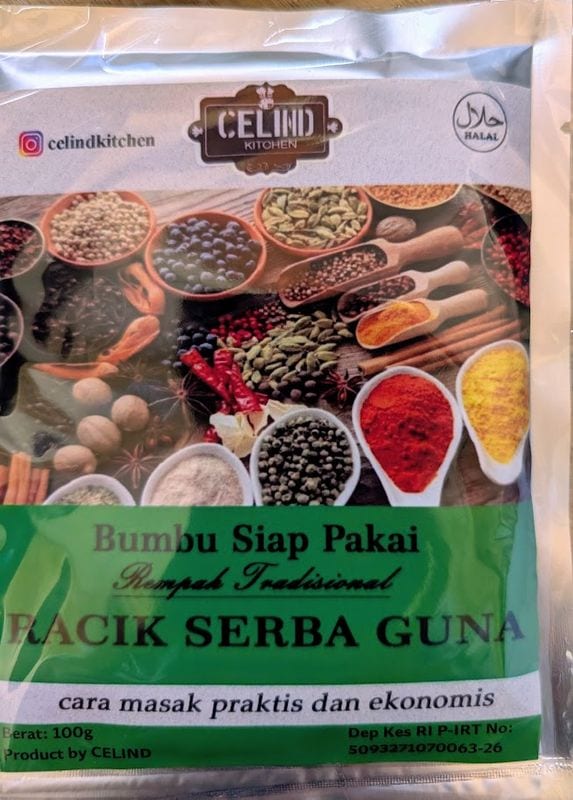 celindkitchen
CELIND
KITCHEN
حلال
HALAL
Bumbu Siap Pakai
Rempah Tradisional
RACIK SERBA GUNA
cara masak praktis dan ekonomis
Berat: 100g
Product by CELIND
Dep Kes RI P-IRT No:
5093271070063-26